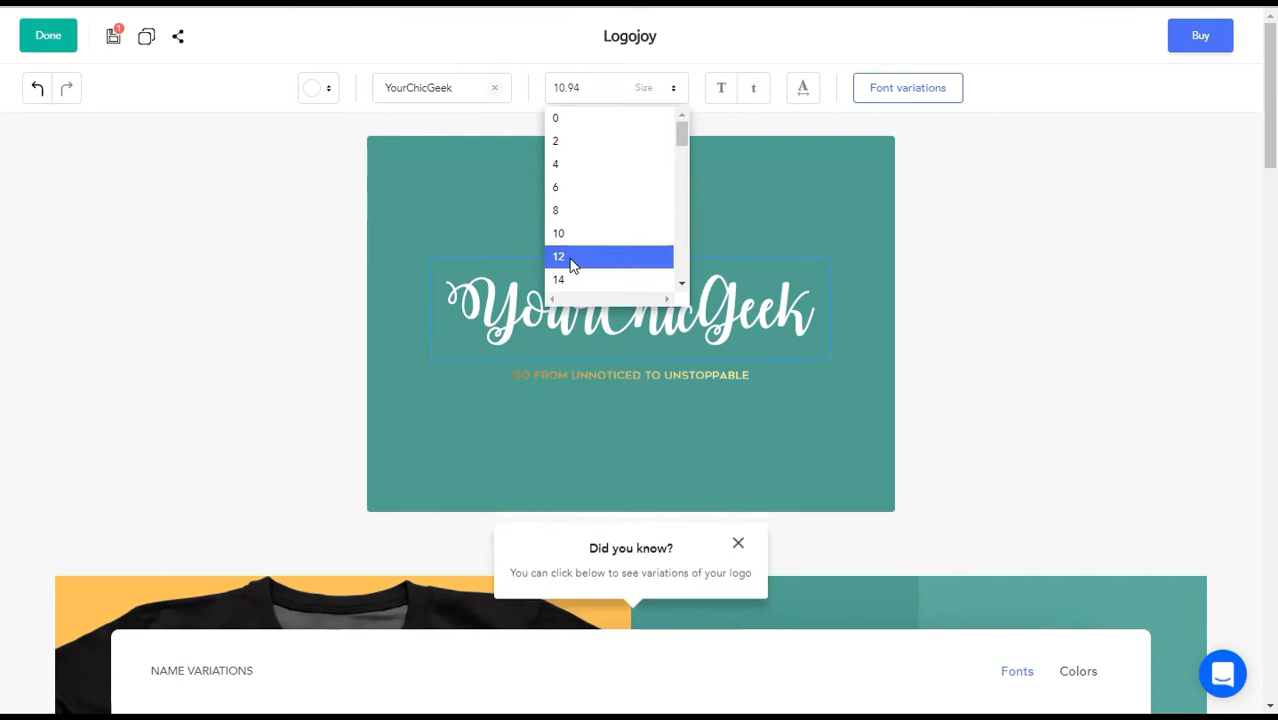 Done
1
Logojoy
Buy
YourChicGeek ×
10.94 Size
T t A
Font variations
0
2
4
6
8
10
12
14
YourChicGeek
GO FROM UNNOTICED TO UNSTOPPABLE
Did you know?
You can click below to see variations of your logo
NAME VARIATIONS
Fonts Colors